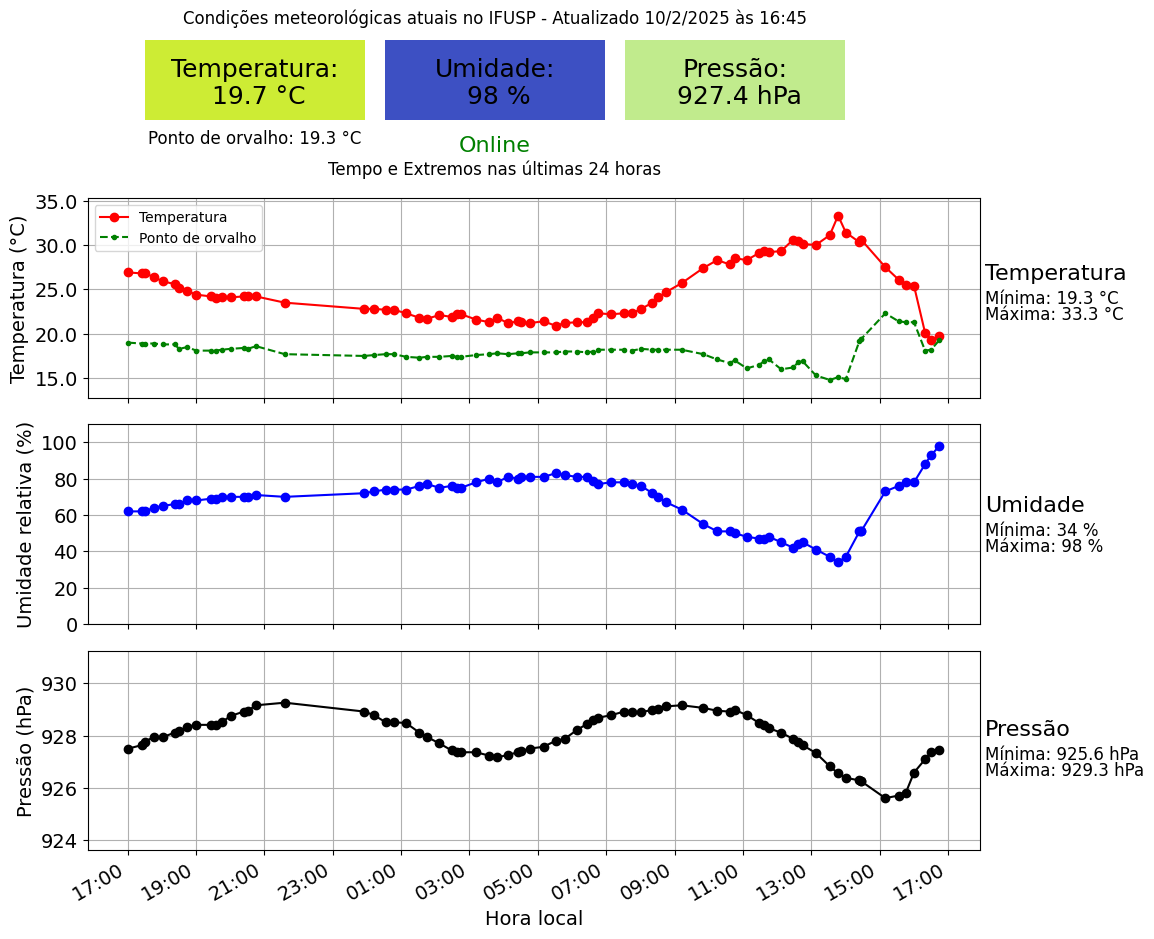 Condições meteorológicas atuais no IFUSP - Atualizado 10/2/2025 às 16:45
Temperatura:
19.7 °C
Umidade:
98 %
Pressão:
927.4 hPa
Ponto de orvalho: 19.3 °C
Online
Tempo e Extremos nas últimas 24 horas
Temperatura (°C)
35.0
30.0
25.0
20.0
15.0
Temperatura
Ponto de orvalho
Temperatura
Mínima: 19.3 °C
Máxima: 33.3 °C
Umidade relativa (%)
100
80
60
40
20
0
Umidade
Mínima: 34 %
Máxima: 98 %
Pressão (hPa)
930
928
926
924
Pressão
Mínima: 925.6 hPa
Máxima: 929.3 hPa
17:00 19:00 21:00 23:00 01:00 03:00 05:00 07:00 09:00 11:00 13:00 15:00 17:00
Hora local